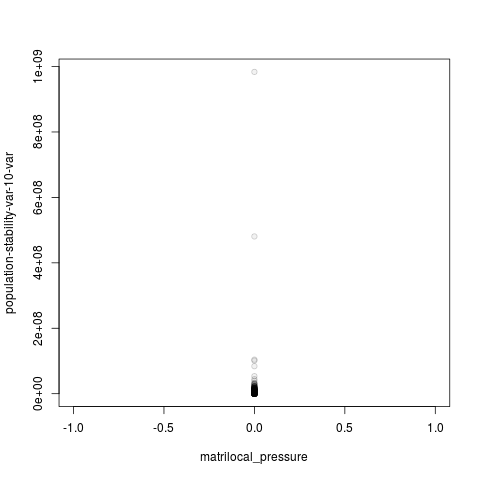 population-stability-var-10-var
1e+09
8e+08
6e+08
4e+08
2e+08
0e+00
-1.0
-0.5
0.0
0.5
1.0
matrilocal_pressure